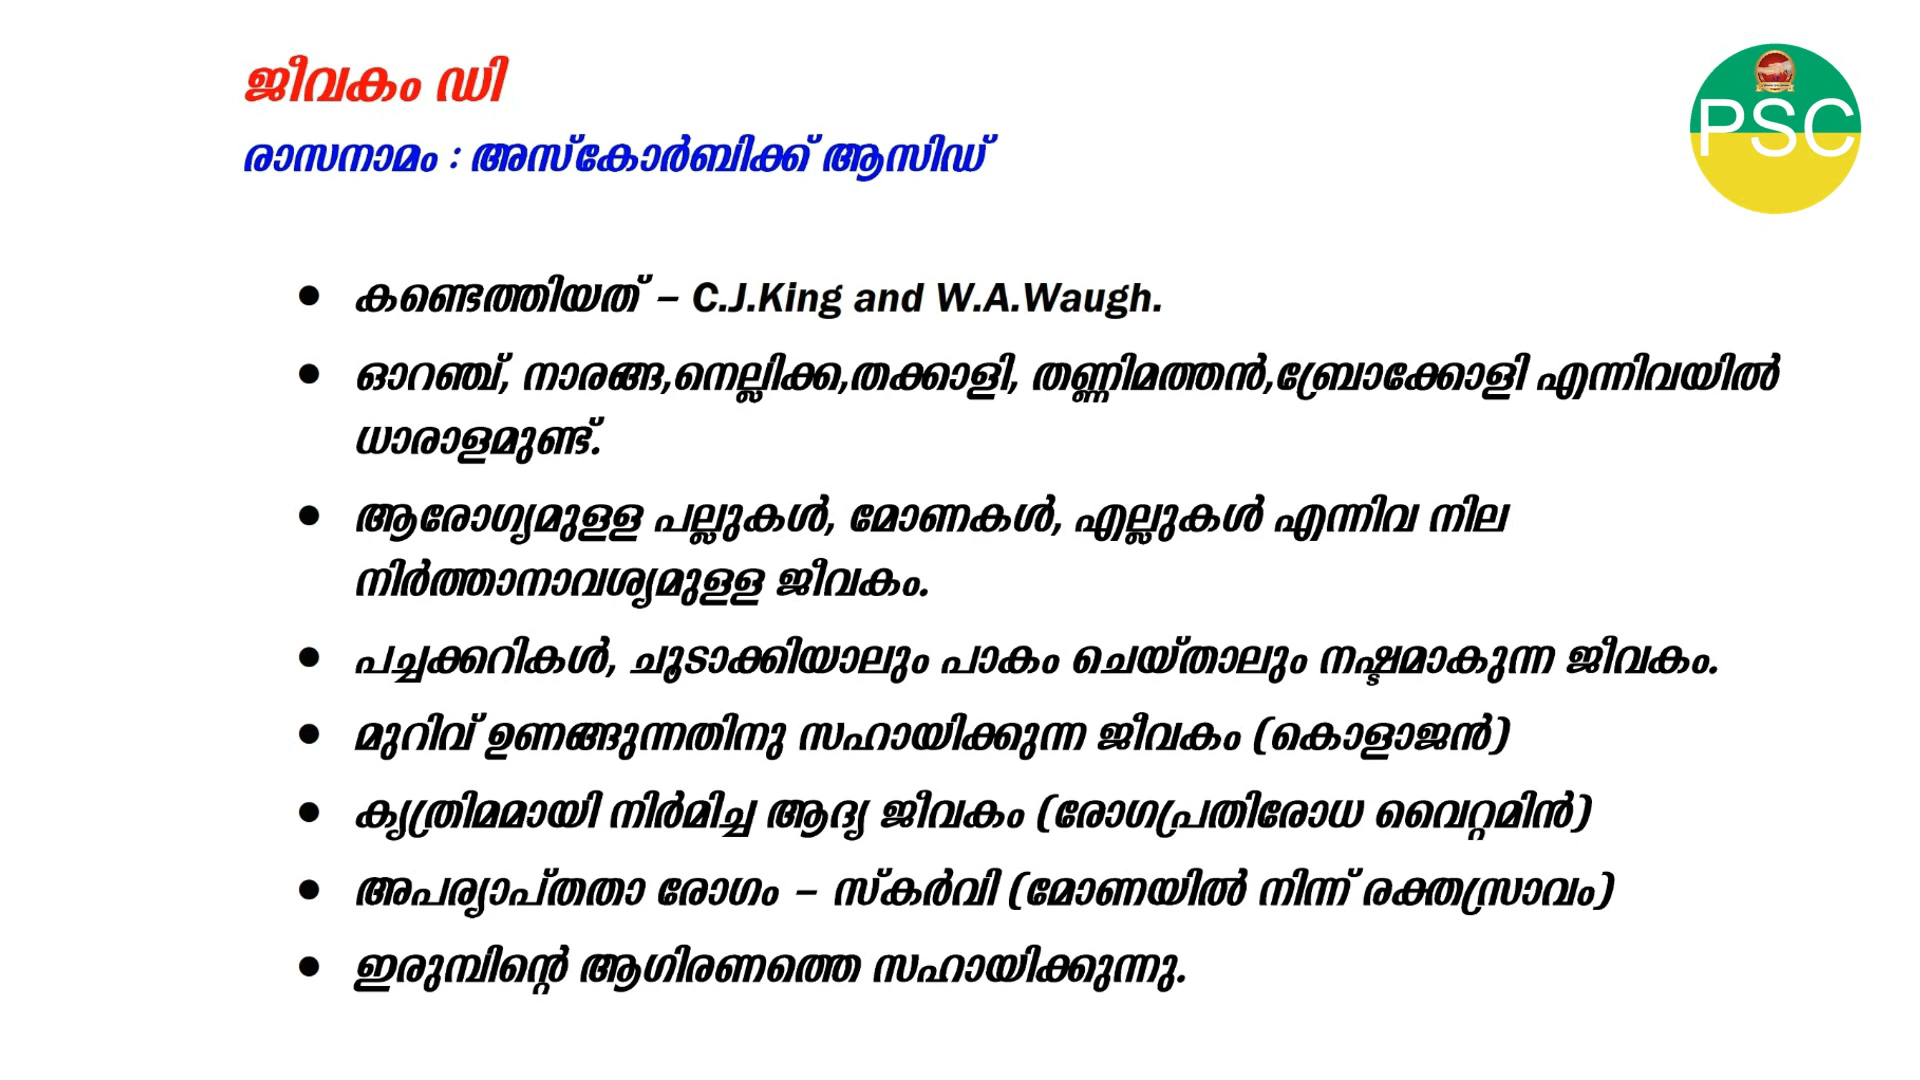 ജീവകം ഡി
രാസനാമം : അസ്കോർബിക്ക് ആസിഡ്
PSC
• കണ്ടെത്തിയത് – C.J.King and W.A.Waugh.
• ഓറഞ്ച്, നാരങ്ങ,നെല്ലിക്ക,തക്കാളി, തണ്ണിമത്തൻ,ബ്രോക്കോളി എന്നിവയിൽ
ധാരാളമുണ്ട്.
• ആരോഗ്യമുളള പല്ലുകൾ, മോണകൾ, എല്ലുകൾ എന്നിവ നില
നിർത്താനാവശ്യമുളള ജീവകം.
• പച്ചക്കറികൾ, ചൂടാക്കിയാലും പാകം ചെയ്താലും നഷ്ടമാകുന്ന ജീവകം.
• മുറിവ് ഉണങ്ങുന്നതിനു സഹായിക്കുന്ന ജീവകം (കൊളാജൻ)
• കൃത്രിമമായി നിർമിച്ച ആദ്യ ജീവകം (രോഗപ്രതിരോധ വൈറ്റമിൻ)
• അപര്യാപ്തതാ രോഗം – സ്കർവി (മോണയിൽ നിന്ന് രക്തസ്രാവം)
• ഇരുമ്പിന്റെ ആഗിരണത്തെ സഹായിക്കുന്നു.